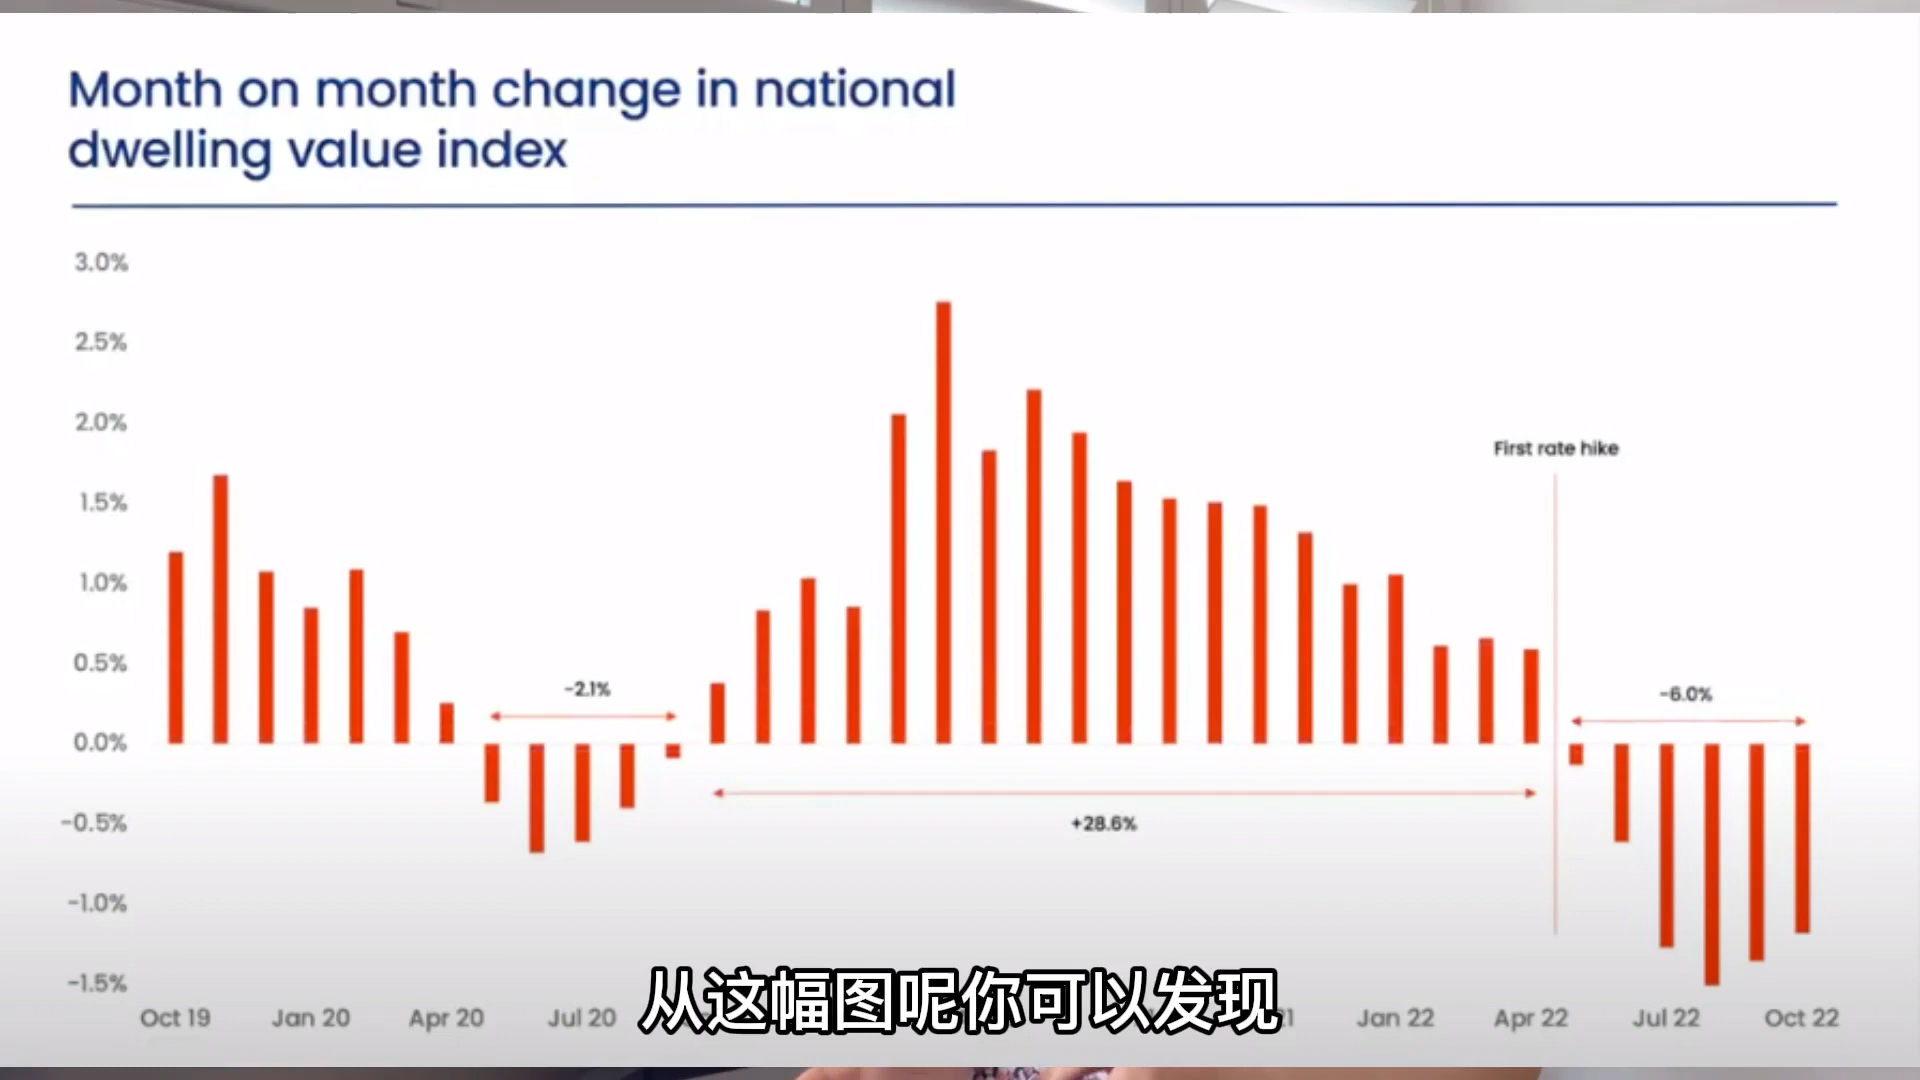 Month on month change in national
dwelling value index
3.0%
2.5%
2.0%
First rate hike
1.5%
1.0%
0.5%
-2.1%
-6.0%
0.0%
-0.5%
+28.6%
-1.0%
-1.5%
Oct 19 Jan 20 Apr 20 Jul 20 Jan 22 Apr 22 Jul 22 Oct 22
从这幅图呢你可以发现